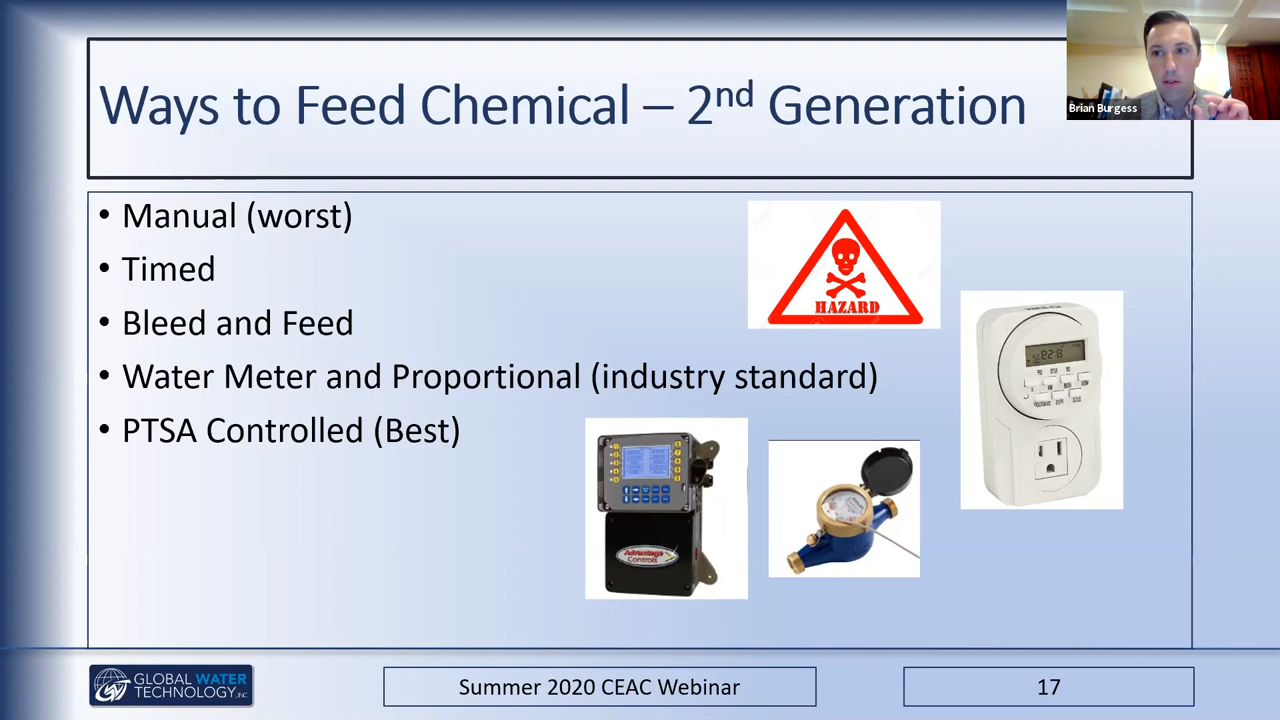 Ways to Feed Chemical – 2nd Generation
Brian Burgess
• Manual (worst)
• Timed
• Bleed and Feed
• Water Meter and Proportional (industry standard)
• PTSA Controlled (Best)
HAZARD
Advantage
Controls
GLOBAL WATER
TECHNOLOGY, INC
Summer 2020 CEAC Webinar
17